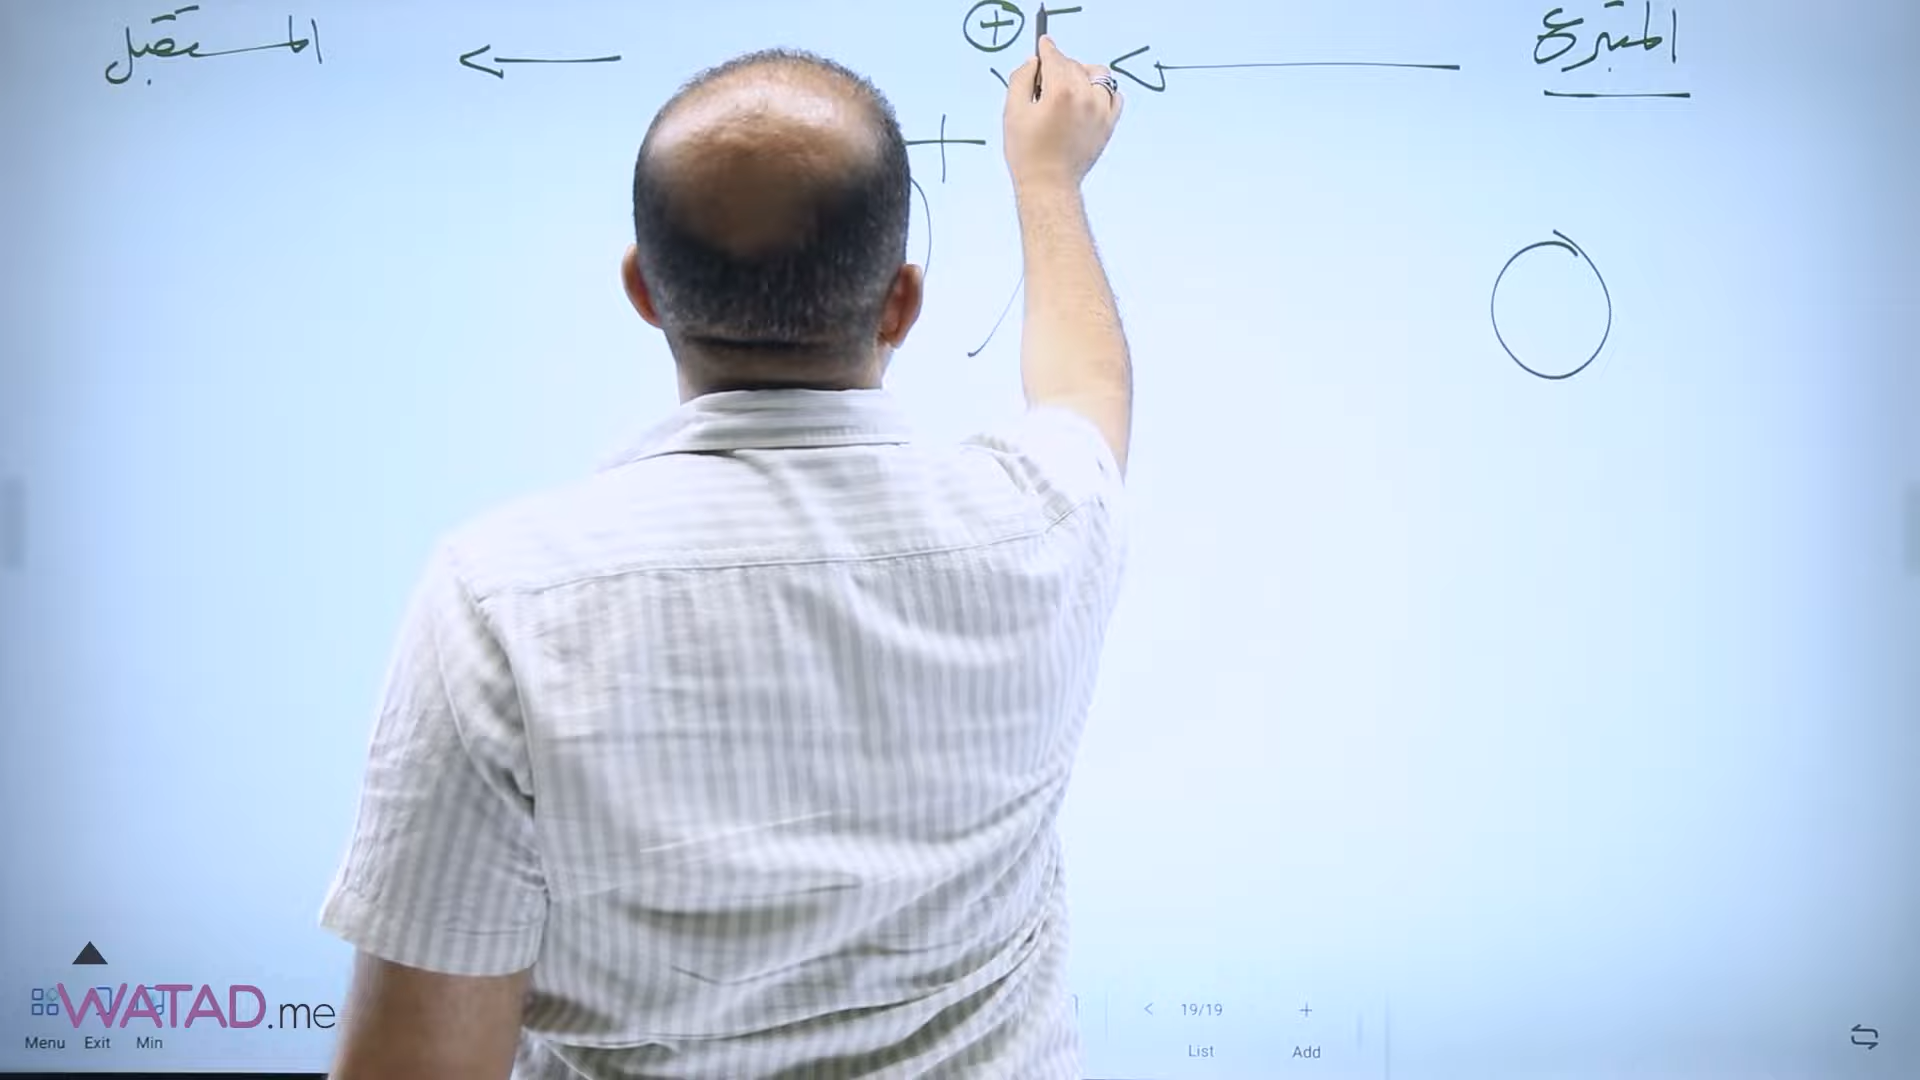 المتبرع
المستقبل
+
+
WATAD.me
Menu Exit Min
< 19/19 +
List Add